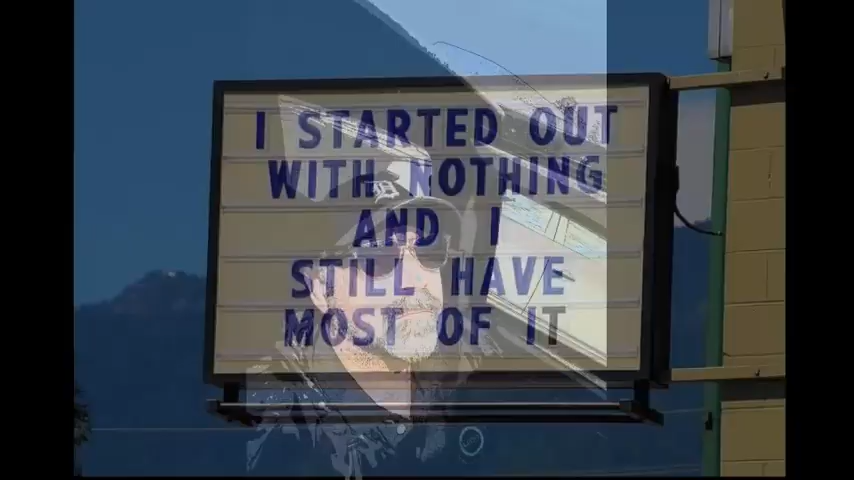 I STARTED OUT
WITH NOTHING
AND I
STILL HAVE
MOST OF IT